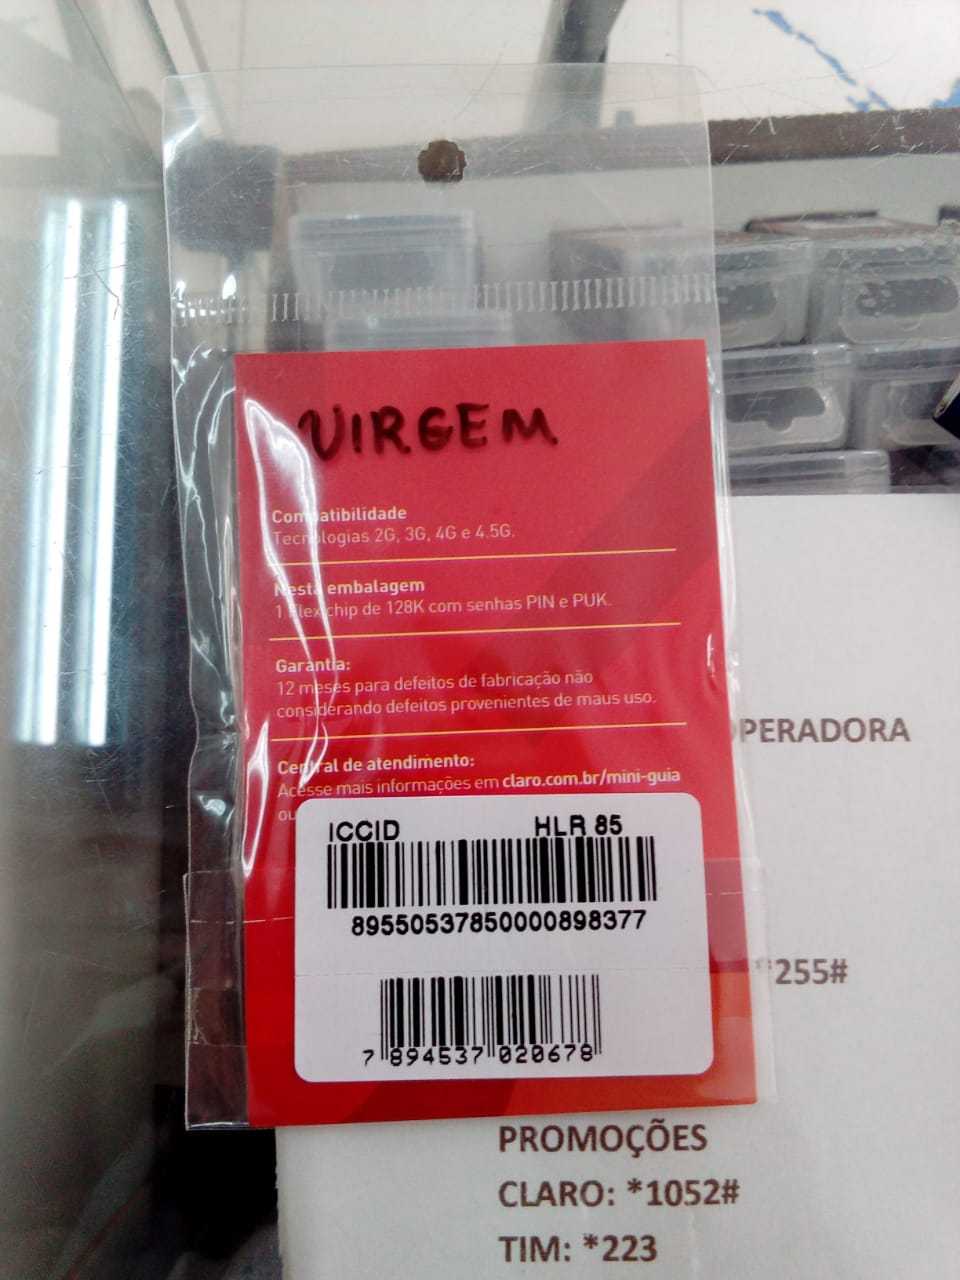 VIRGEM
Compatibilidade
Tecnologias 2G, 3G, 4G e 4.5G.
Nesta embalagem
1 Flex chip de 128K com senhas PIN e PUK.
Garantia:
12 meses para defeitos de fabricação não
considerando defeitos provenientes de maus uso.
Central de atendimento:
Acesse mais informações em claro.com.br/mini-guia
ou
ICCID HLR 85
89550537850000898377
7 894537 020678
OPERADORA
*255#
PROMOÇÕES
CLARO: *1052#
TIM: *223